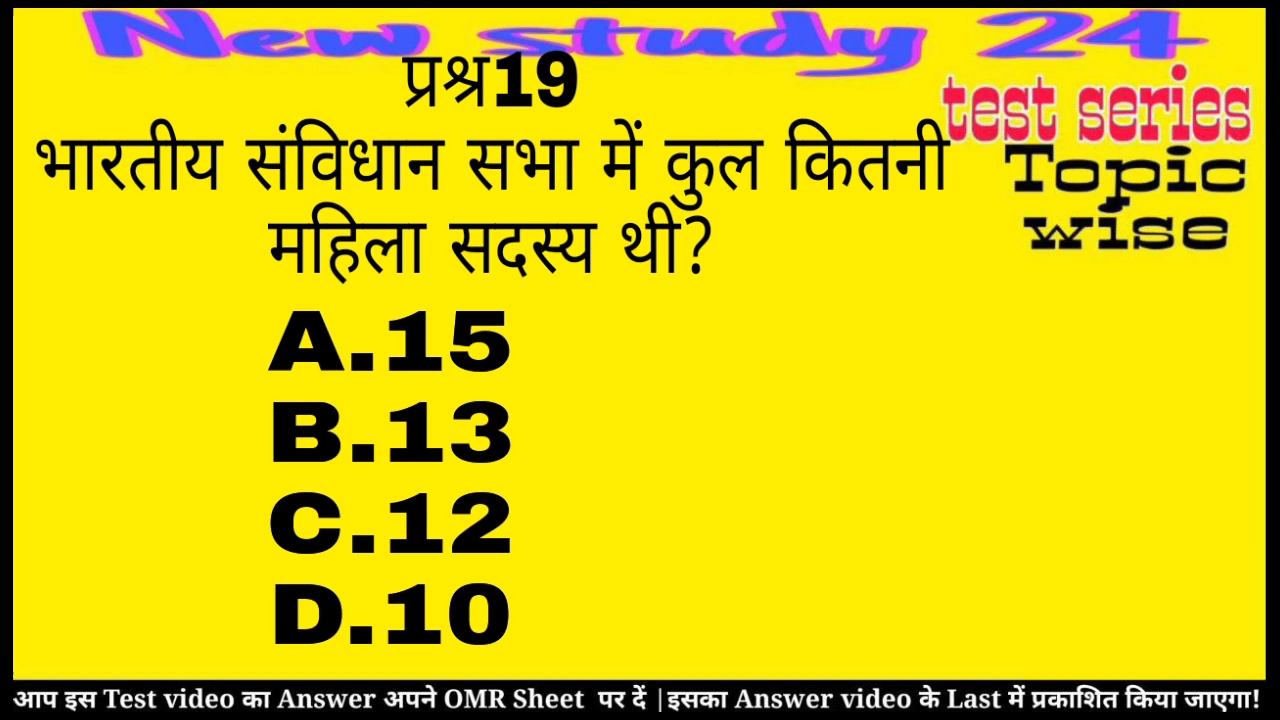 New study 24
प्रश्न19
test series
Topic
wise
भारतीय संविधान सभा में कुल कितनी
महिला सदस्य थी?
A.15
B.13
C.12
D.10
आप इस Test video का Answer अपने OMR Sheet पर दें |इसका Answer video के Last में प्रकाशित किया जाएगा!